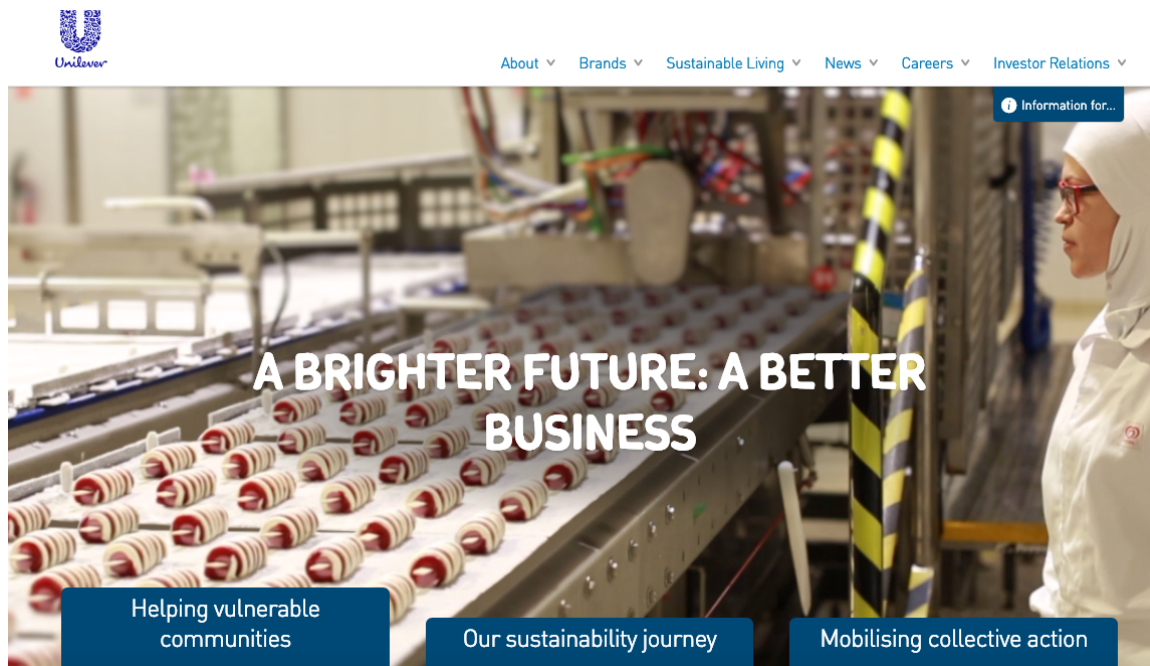 Unilever
About
Brands
Sustainable Living
News
Careers
Investor Relations
Information for...
A BRIGHTER FUTURE: A BETTER
BUSINESS
Helping vulnerable
communities
Our sustainability journey
Mobilising collective action